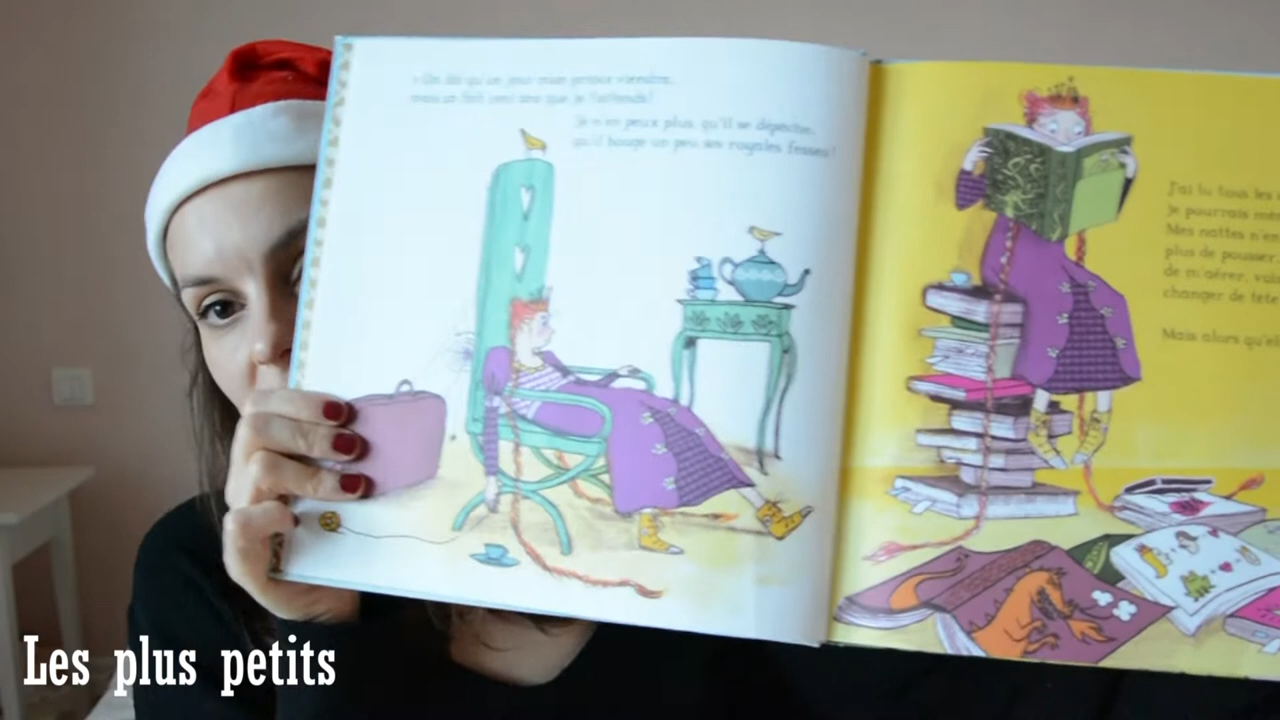 « On dit qu'un jour mon prince viendra,
mais ça fait cent ans que je l'attends !
Je n'en peux plus, qu'il se dépêche,
qu'il bouge un peu ses royales fesses !
J'ai lu tous les
Je pourrais
Mes nattes n'en
plus de pousser,
de m'aérer,
changer de tête
Mais alors qu'el
Les plus petits